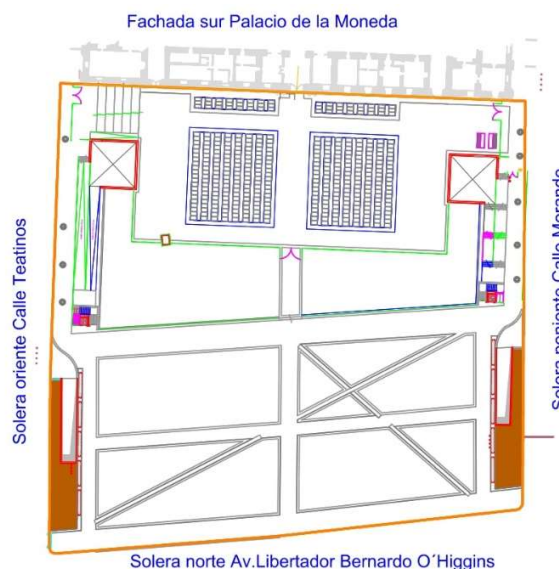 Fachada sur Palacio de la Moneda
Solera oriente Calle Teatinos
Solera poniente Calle Morande
Solera norte Av.Libertador Bernardo O´Higgins